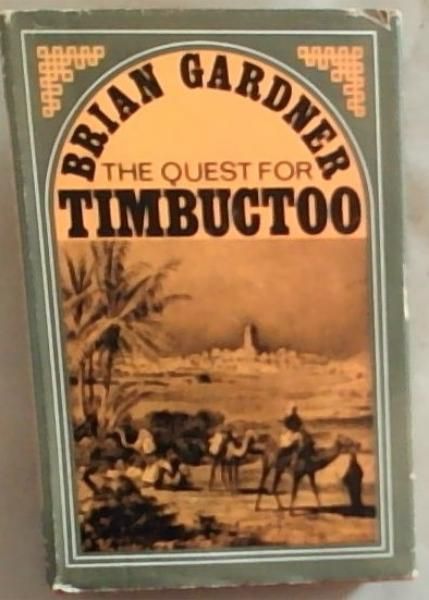 BRIAN GARDNER
THE QUEST FOR
TIMBUCTOO